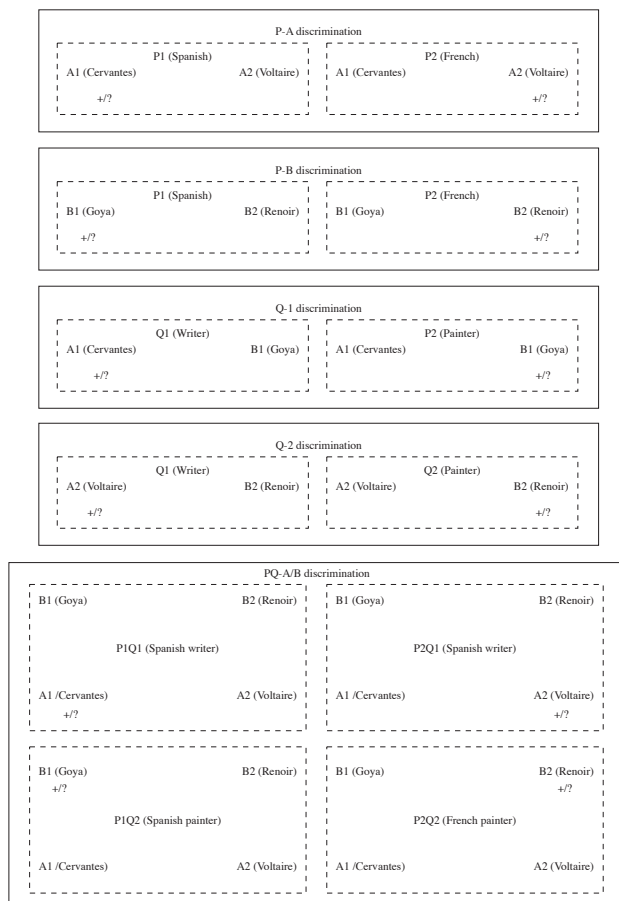 P-A discrimination
P1 (Spanish) P2 (French)
A1 (Cervantes) A2 (Voltaire) A1 (Cervantes) A2 (Voltaire)
+/? +/?
P-B discrimination
P1 (Spanish) P2 (French)
B1 (Goya) B2 (Renoir) B1 (Goya) B2 (Renoir)
+/? +/?
Q-1 discrimination
Q1 (Writer) P2 (Painter)
A1 (Cervantes) B1 (Goya) A1 (Cervantes) B1 (Goya)
+/? +/?
Q-2 discrimination
Q1 (Writer) Q2 (Painter)
A2 (Voltaire) B2 (Renoir) A2 (Voltaire) B2 (Renoir)
+/? +/?
PQ-A/B discrimination
B1 (Goya) B2 (Renoir) B1 (Goya) B2 (Renoir)
P1Q1 (Spanish writer) P2Q1 (Spanish writer)
A1 /Cervantes) A2 (Voltaire) A1 /Cervantes) A2 (Voltaire)
+/? +/?
B1 (Goya) B2 (Renoir) B1 (Goya) B2 (Renoir)
+/? +/?
P1Q2 (Spanish painter) P2Q2 (French painter)
A1 /Cervantes) A2 (Voltaire) A1 /Cervantes) A2 (Voltaire)